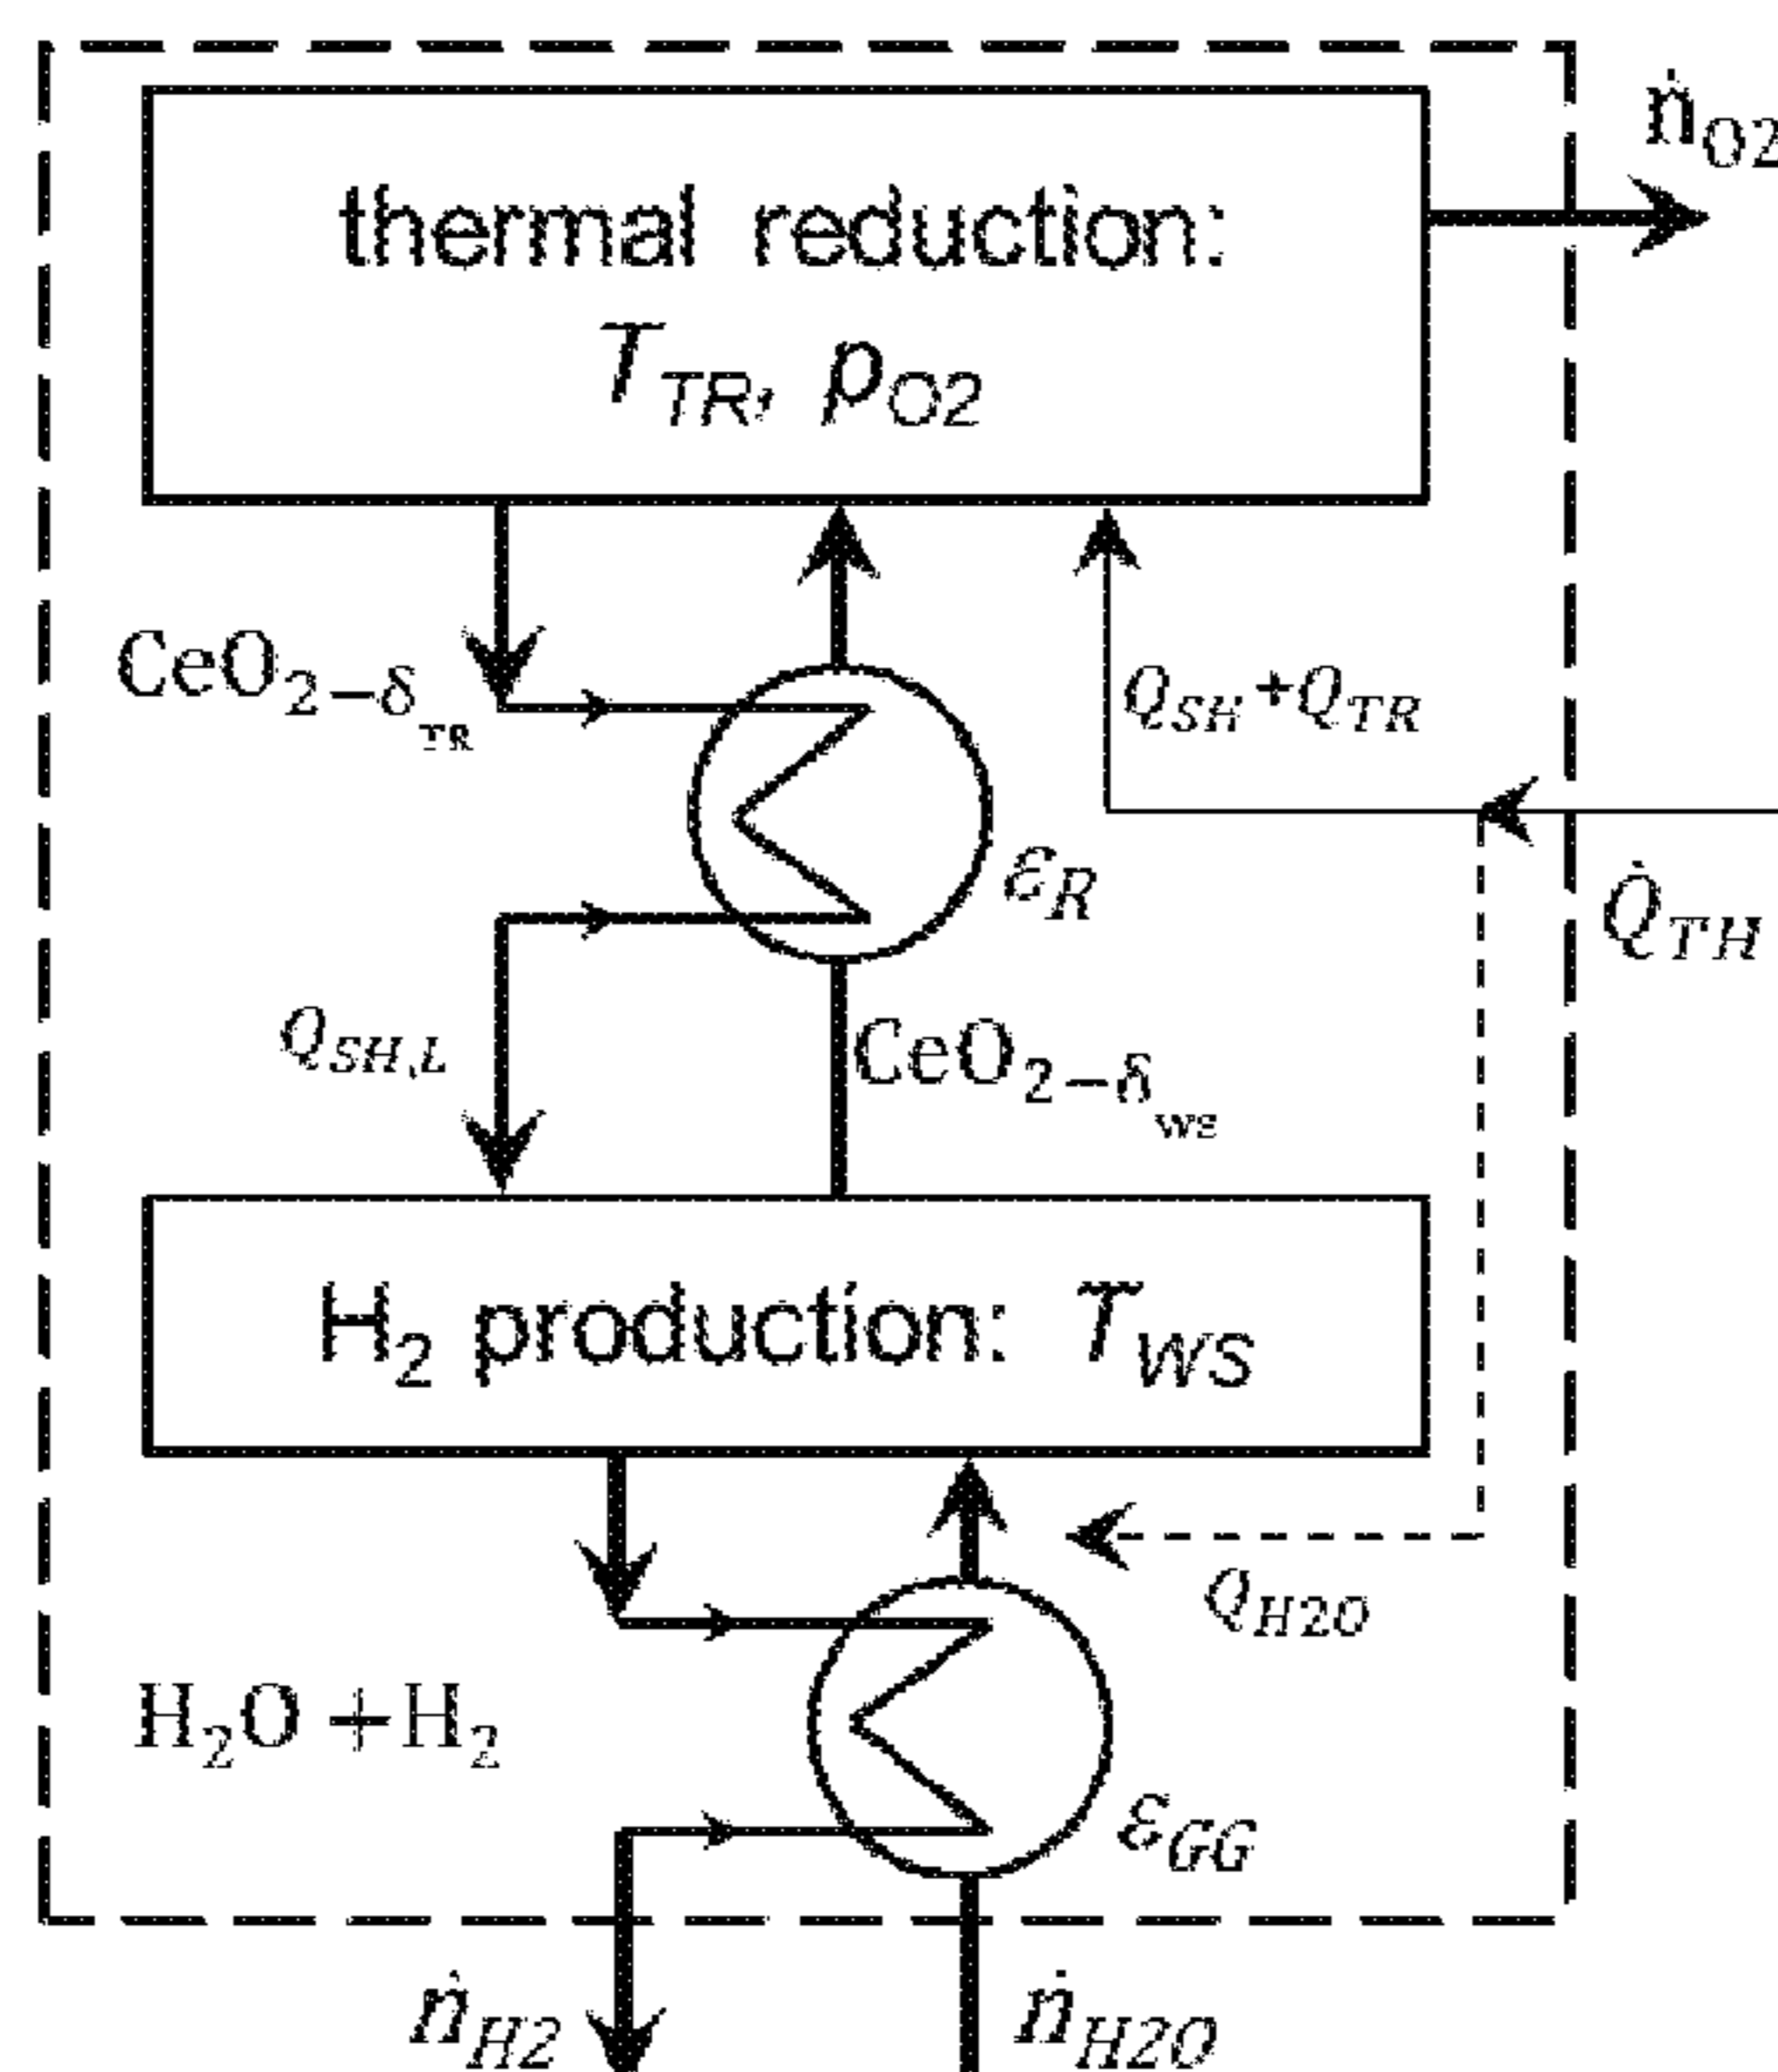 ṅO2
thermal reduction:
TTR, pO2
CeO2−δTR
QSH+QTR
εR
Q̇TH
QSH,L
CeO2−δWS
H2 production: TWS
QH2O
H2O+H2
εGG
ṅH2
ṅH2O